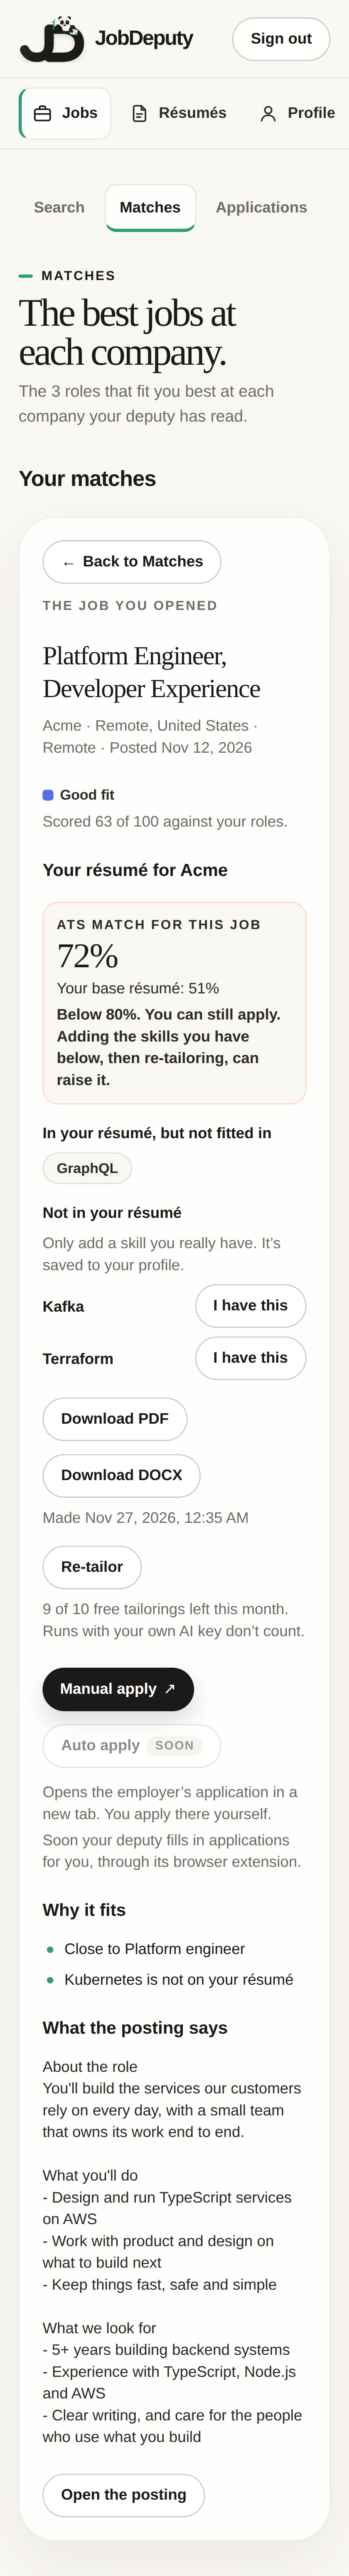 JobDeputy
Sign out
Jobs
Résumés
Profile
Search
Matches
Applications
MATCHES
The best jobs at
each company.
The 3 roles that fit you best at each
company your deputy has read.
Your matches
← Back to Matches
THE JOB YOU OPENED
Platform Engineer,
Developer Experience
Acme · Remote, United States ·
Remote · Posted Nov 12, 2026
Good fit
Scored 63 of 100 against your roles.
Your résumé for Acme
ATS MATCH FOR THIS JOB
72%
Your base résumé: 51%
Below 80%. You can still apply.
Adding the skills you have
below, then re-tailoring, can
raise it.
In your résumé, but not fitted in
GraphQL
Not in your résumé
Only add a skill you really have. It’s
saved to your profile.
Kafka
I have this
Terraform
I have this
Download PDF
Download DOCX
Made Nov 27, 2026, 12:35 AM
Re-tailor
9 of 10 free tailorings left this month.
Runs with your own AI key don’t count.
Manual apply ↗
Auto apply SOON
Opens the employer’s application in a
new tab. You apply there yourself.
Soon your deputy fills in applications
for you, through its browser extension.
Why it fits
Close to Platform engineer
Kubernetes is not on your résumé
What the posting says
About the role
You'll build the services our customers
rely on every day, with a small team
that owns its work end to end.
What you'll do
- Design and run TypeScript services
on AWS
- Work with product and design on
what to build next
- Keep things fast, safe and simple
What we look for
- 5+ years building backend systems
- Experience with TypeScript, Node.js
and AWS
- Clear writing, and care for the people
who use what you build
Open the posting